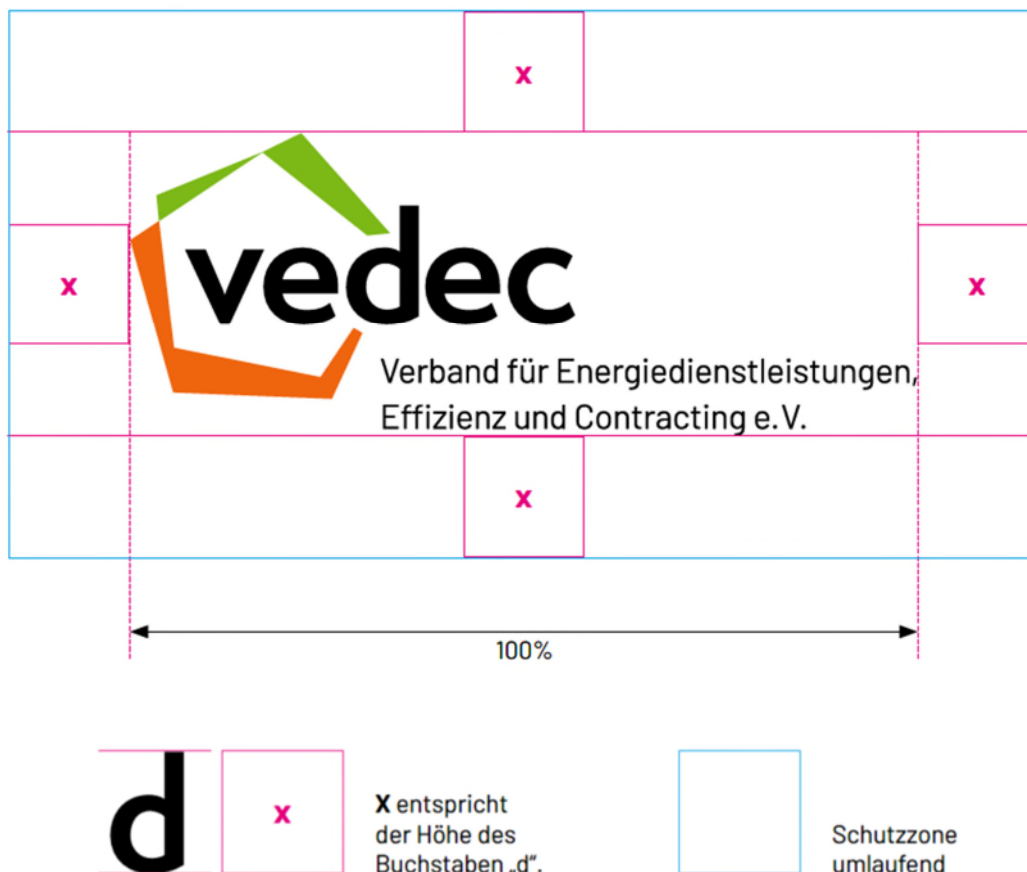 x
x
vedec
x
Verband für Energiedienstleistungen,
Effizienz und Contracting e.V.
x
100%
d
x
X entspricht
der Höhe des
Buchstaben „d“.
Schutzzone
umlaufend